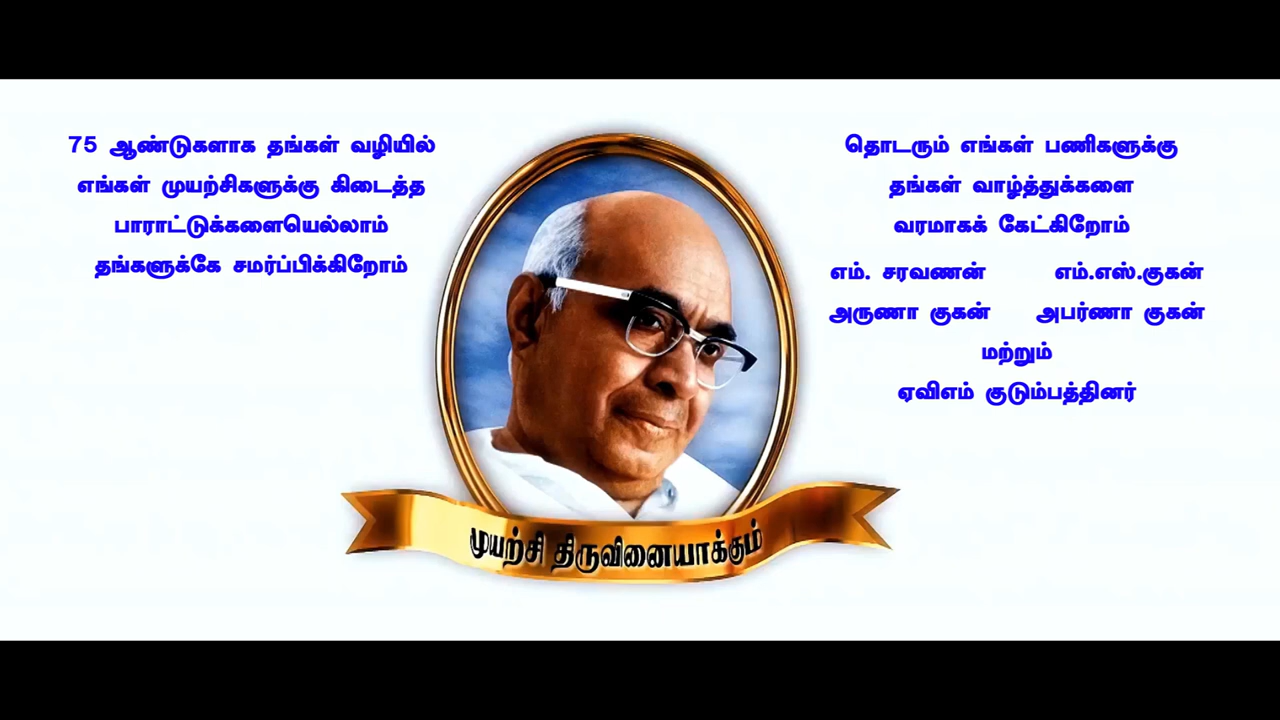 75 ஆண்டுகளாக தங்கள் வழியில்
எங்கள் முயற்சிகளுக்கு கிடைத்த
பாராட்டுக்களையெல்லாம்
தங்களுக்கே சமர்ப்பிக்கிறோம்
தொடரும் எங்கள் பணிகளுக்கு
தங்கள் வாழ்த்துக்களை
வரமாகக் கேட்கிறோம்
எம். சரவணன் எம்.எஸ்.குகன்
அருணா குகன் அபர்ணா குகன்
மற்றும்
ஏவிஎம் குடும்பத்தினர்
முயற்சி திருவினையாக்கும்